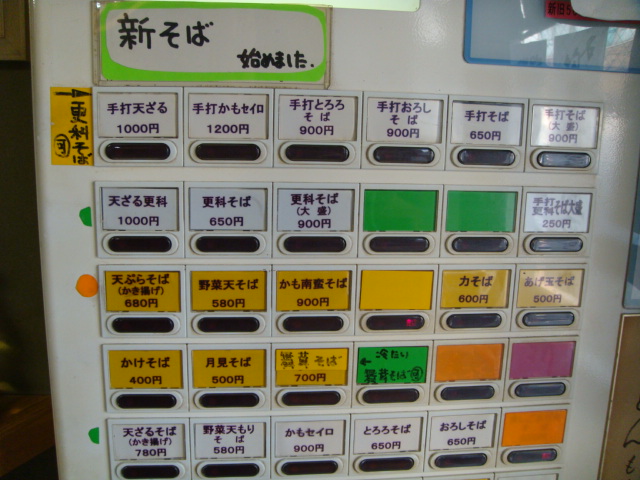 新そば
始めました.
新旧5
→更科そば
手打天ざる
1000円
手打かもセイロ
1200円
手打とろろ
そば
900円
手打おろし
そば
900円
手打そば
650円
手打そば
(大盛)
900円
天ざる更科
1000円
更科そば
650円
更科そば
(大盛)
900円
手打
更科そば大盛
250円
天ぷらそば
(かき揚げ)
680円
野菜天そば
580円
かも南蛮そば
900円
力そば
600円
あげ玉そば
500円
かけそば
400円
月見そば
500円
そば
700円
冷たい
←
そば
天ざるそば
(かき揚げ)
780円
野菜天もり
そば
580円
かもセイロ
900円
とろろそば
650円
おろしそば
650円